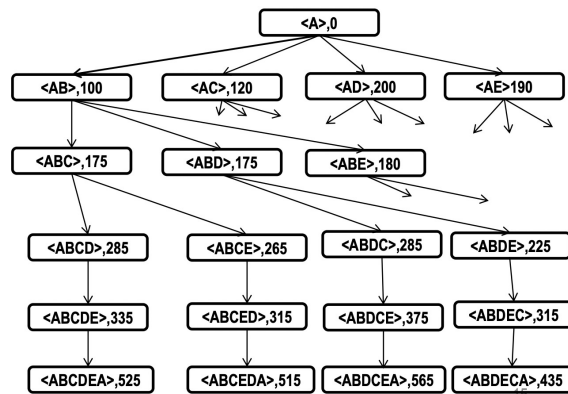 <A>,0
<AB>,100 <AC>,120 <AD>,200 <AE>190
<ABC>,175 <ABD>,175 <ABE>,180
<ABCD>,285 <ABCE>,265 <ABDC>,285 <ABDE>,225
<ABCDE>,335 <ABCED>,315 <ABDCE>,375 <ABDEC>,315
<ABCDEA>,525 <ABCEDA>,515 <ABDCEA>,565 <ABDECA>,435